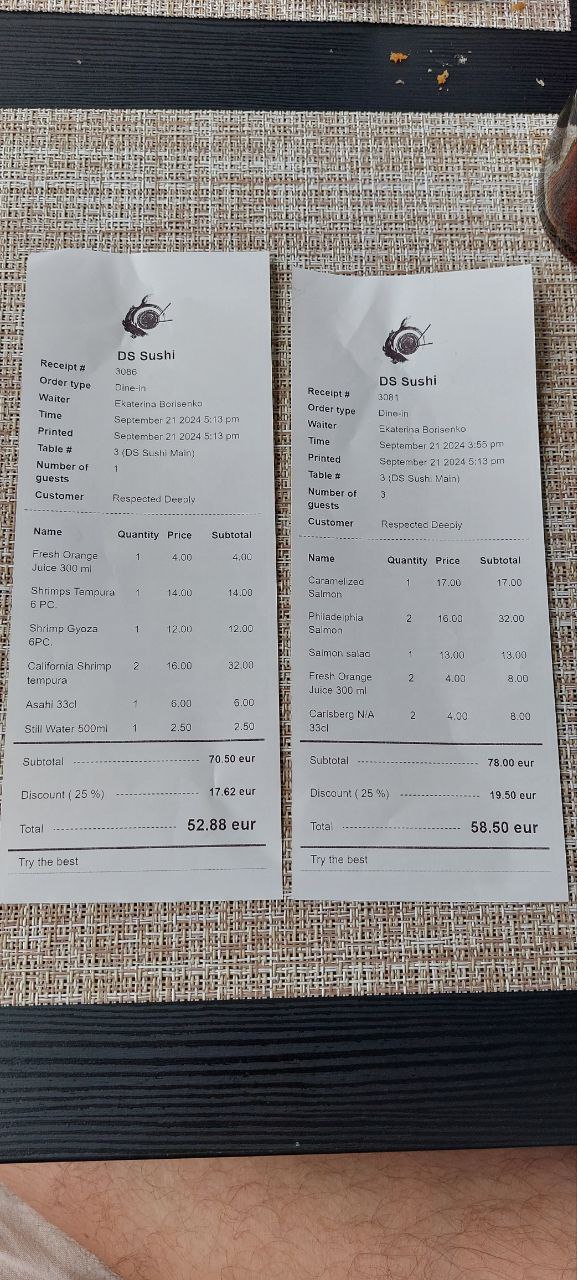 DS Sushi
Receipt # 3086
Order type Dine-in
Waiter Ekaterina Borisenko
Time September 21 2024 5:13 pm
Printed September 21 2024 5:13 pm
Table # 3 (DS Sushi Main)
Number of 1
guests
Customer Respected Deeply
Name Quantity Price Subtotal
Fresh Orange 1 4.00 4.00
Juice 300 ml
Shrimps Tempura 1 14.00 14.00
6 PC.
Shrimp Gyoza 1 12.00 12.00
6PC.
California Shrimp 2 16.00 32.00
tempura
Asahi 33cl 1 6.00 6.00
Still Water 500ml 1 2.50 2.50
Subtotal 70.50 eur
Discount ( 25 %) 17.62 eur
Total 52.88 eur
Try the best
DS Sushi
Receipt # 3081
Order type Dine-in
Waiter Ekaterina Borisenko
Time September 21 2024 3:55 pm
Printed September 21 2024 5:13 pm
Table # 3 (DS Sushi Main)
Number of 3
guests
Customer Respected Deeply
Name Quantity Price Subtotal
Caramelized 1 17.00 17.00
Salmon
Philadelphia 2 16.00 32.00
Salmon
Salmon salad 1 13.00 13.00
Fresh Orange 2 4.00 8.00
Juice 300 ml
Carlsberg N/A 2 4.00 8.00
33cl
Subtotal 78.00 eur
Discount ( 25 %) 19.50 eur
Total 58.50 eur
Try the best